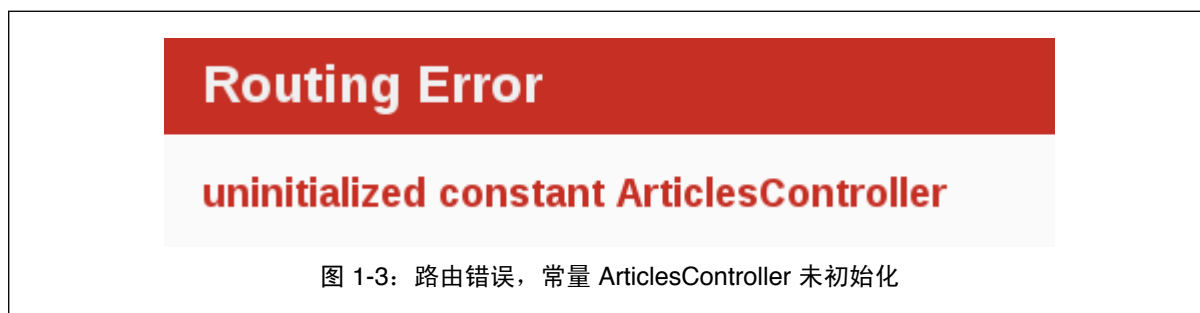 Routing Error
uninitialized constant ArticlesController
图 1-3：路由错误，常量 ArticlesController 未初始化